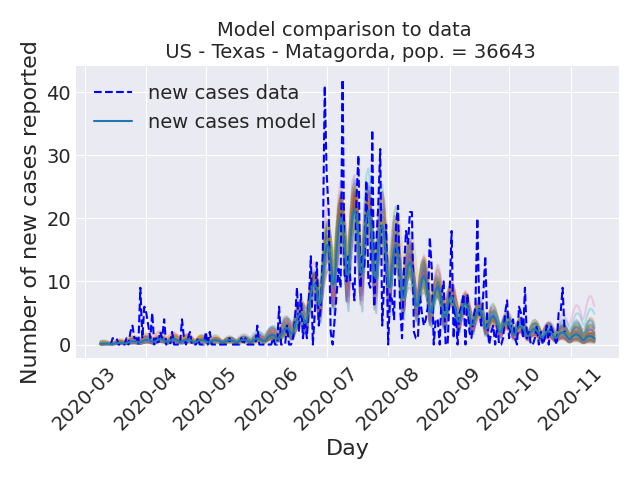 Model comparison to data
US - Texas - Matagorda, pop. = 36643
Number of new cases reported
40
30
20
10
0
new cases data
new cases model
2020-03
2020-04
2020-05
2020-06
2020-07
2020-08
2020-09
2020-10
2020-11
Day